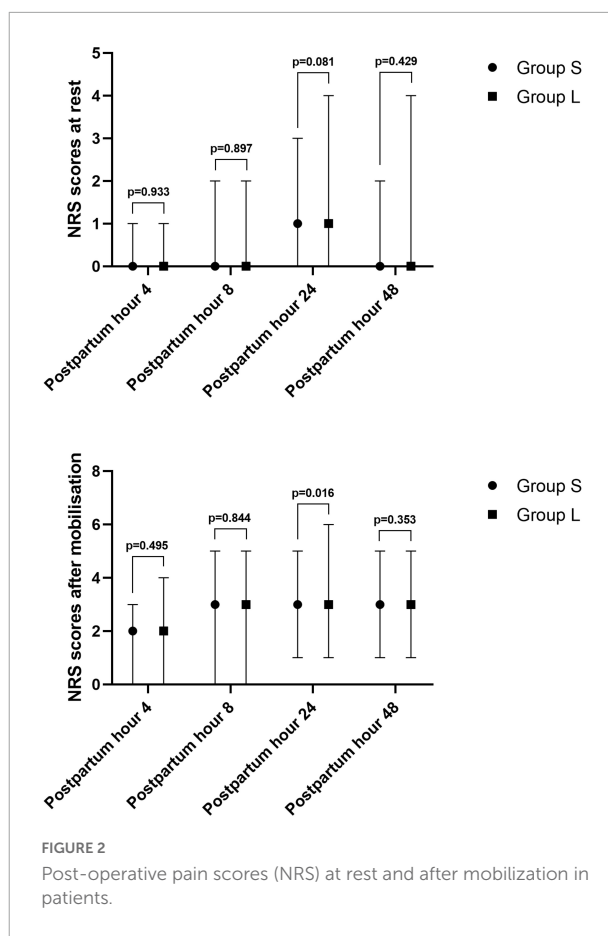 NRS scores at rest
5
4
3
2
1
0
p=0.933
p=0.897
p=0.081
p=0.429
Group S
Group L
Postpartum hour 4
Postpartum hour 8
Postpartum hour 24
Postpartum hour 48
NRS scores after mobilisation
8
6
4
2
0
p=0.495
p=0.844
p=0.016
p=0.353
Group S
Group L
Postpartum hour 4
Postpartum hour 8
Postpartum hour 24
Postpartum hour 48
FIGURE 2
Post-operative pain scores (NRS) at rest and after mobilization in
patients.